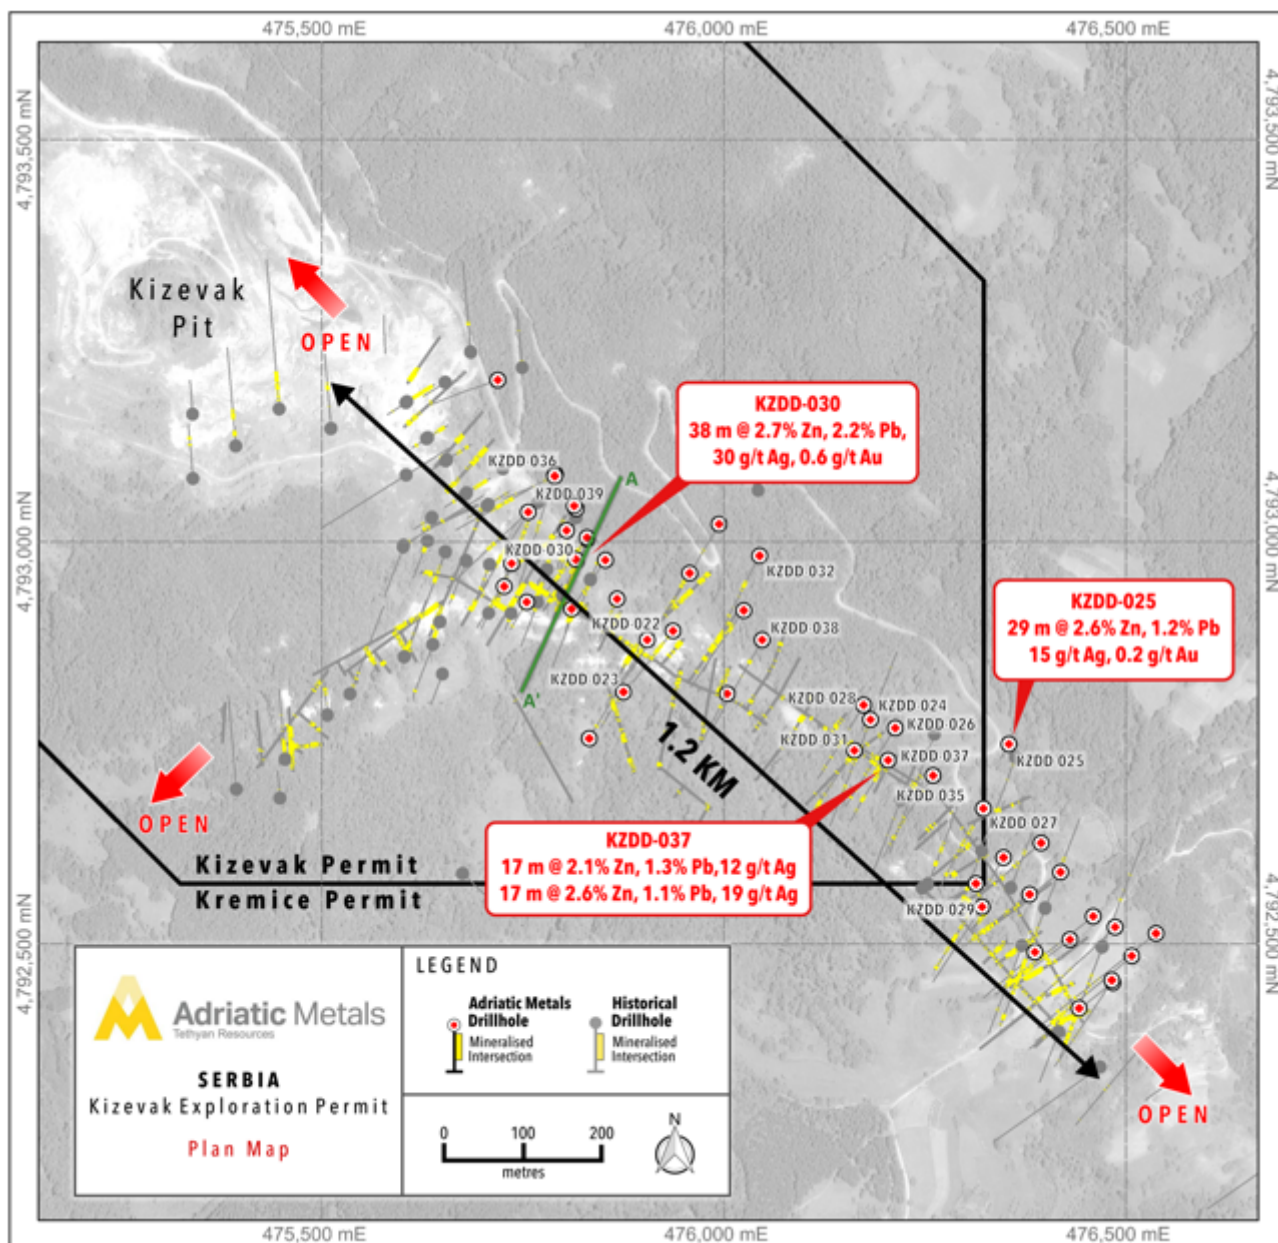 475,500 mE
476,000 mE
476,500 mE
4,793,500 mN
4,793,500 mN
Kizevak
Pit
OPEN
KZDD-030
38 m @ 2.7% Zn, 2.2% Pb,
30 g/t Ag, 0.6 g/t Au
KZDD 036
A
KZDD 039
4,793,000 mN
4,793,000 mN
KZDD 030
KZDD 032
KZDD-025
29 m @ 2.6% Zn, 1.2% Pb
15 g/t Ag, 0.2 g/t Au
KZDD 022
KZDD 038
KZDD 023
A'
KZDD 028
KZDD 024
KZDD 026
KZDD 031
KZDD 037
KZDD 025
1.2 KM
KZDD 035
OPEN
KZDD 027
KZDD-037
17 m @ 2.1% Zn, 1.3% Pb,12 g/t Ag
17 m @ 2.6% Zn, 1.1% Pb, 19 g/t Ag
Kizevak Permit
Kremice Permit
KZDD 029
4,792,500 mN
4,792,500 mN
Adriatic Metals
Tethyan Resources
SERBIA
Kizevak Exploration Permit
Plan Map
LEGEND
Adriatic Metals
Drillhole
Mineralised
Intersection
Historical
Drillhole
Mineralised
Intersection
0 100 200
metres
N
OPEN
475,500 mE
476,000 mE
476,500 mE